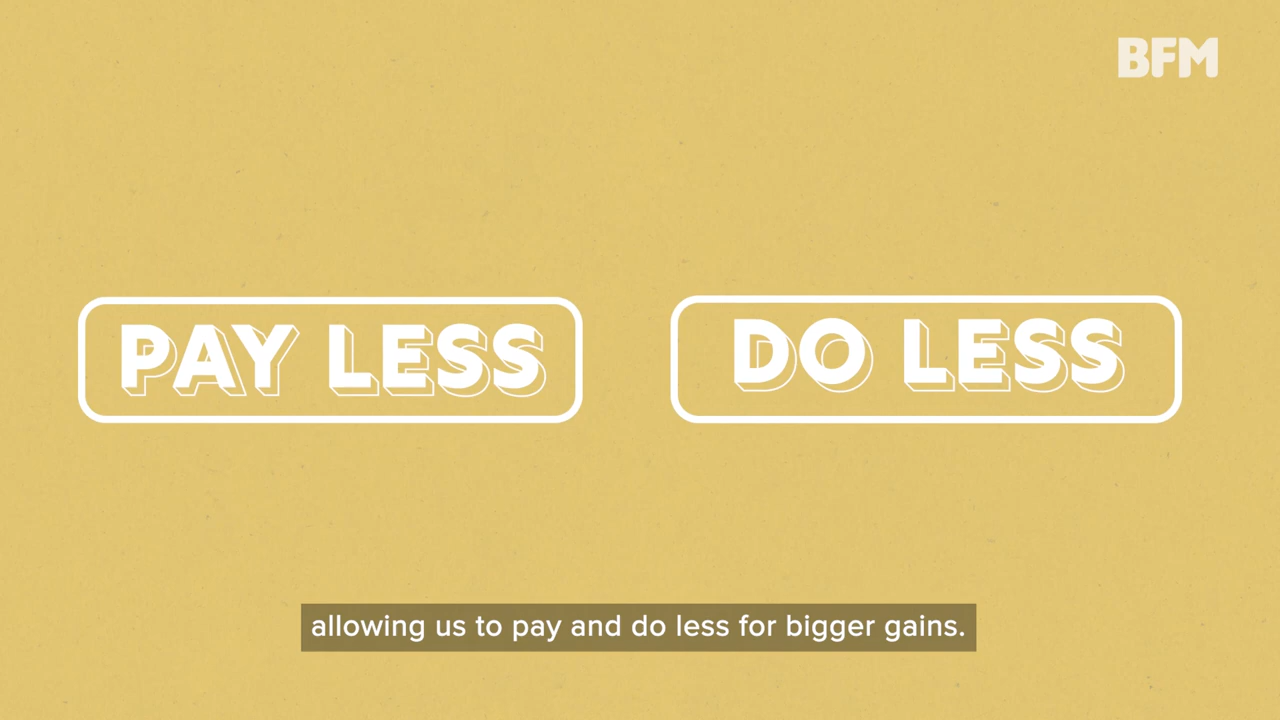 BFM
PAY LESS
DO LESS
allowing us to pay and do less for bigger gains.